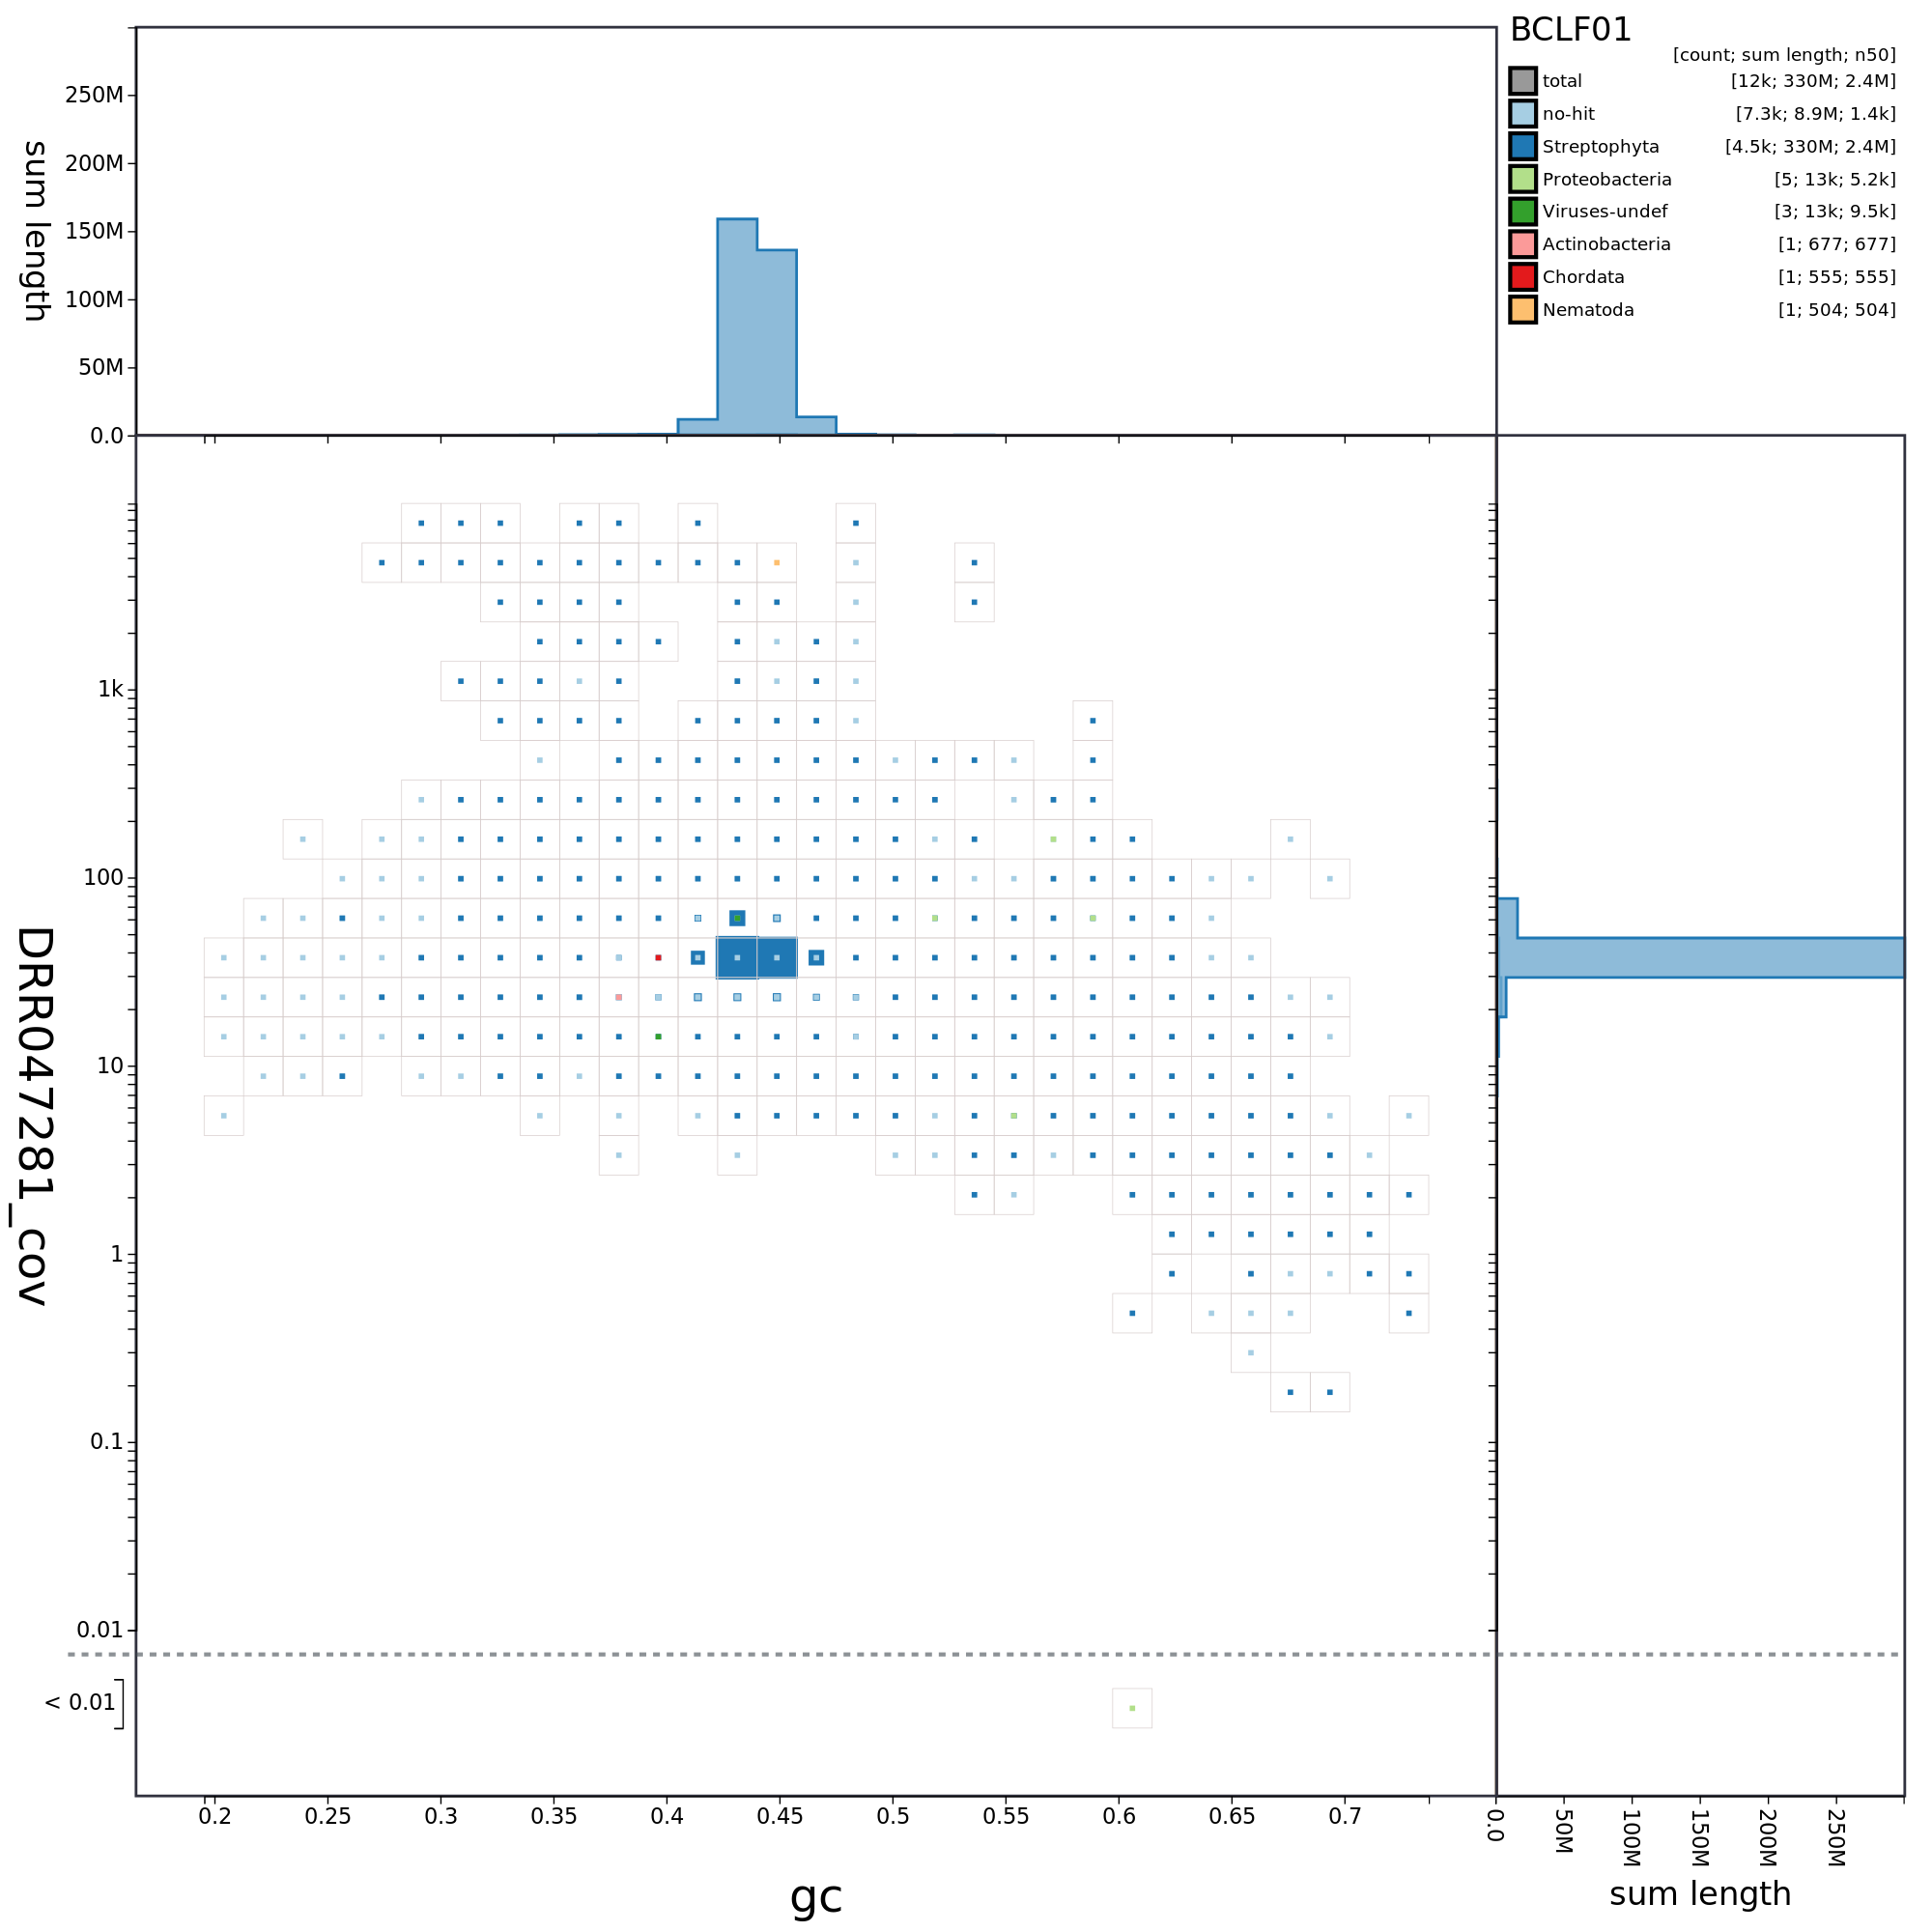 BCLF01
[count; sum length; n50]
total [12k; 330M; 2.4M]
no-hit [7.3k; 8.9M; 1.4k]
Streptophyta [4.5k; 330M; 2.4M]
Proteobacteria [5; 13k; 5.2k]
Viruses-undef [3; 13k; 9.5k]
Actinobacteria [1; 677; 677]
Chordata [1; 555; 555]
Nematoda [1; 504; 504]
sum length
250M
200M
150M
100M
50M
0.0
DRR047281_cov
1k
100
10
1
0.1
0.01
< 0.01
0.2 0.25 0.3 0.35 0.4 0.45 0.5 0.55 0.6 0.65 0.7
gc
0.0 50M 100M 150M 200M 250M
sum length